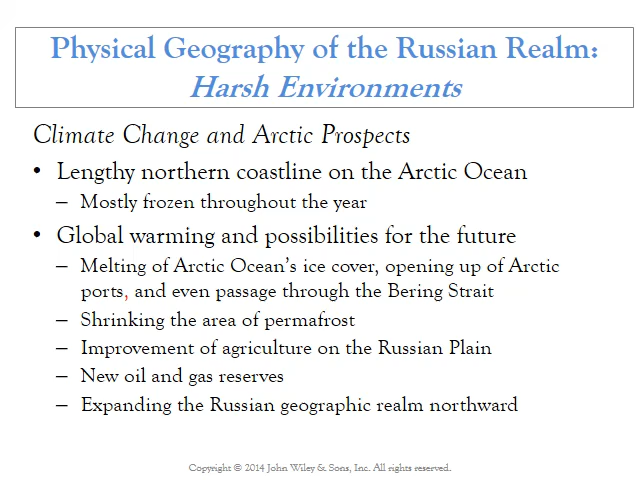 Physical Geography of the Russian Realm:
Harsh Environments
Climate Change and Arctic Prospects
• Lengthy northern coastline on the Arctic Ocean
– Mostly frozen throughout the year
• Global warming and possibilities for the future
– Melting of Arctic Ocean’s ice cover, opening up of Arctic
ports, and even passage through the Bering Strait
– Shrinking the area of permafrost
– Improvement of agriculture on the Russian Plain
– New oil and gas reserves
– Expanding the Russian geographic realm northward
Copyright © 2014 John Wiley & Sons, Inc. All rights reserved.